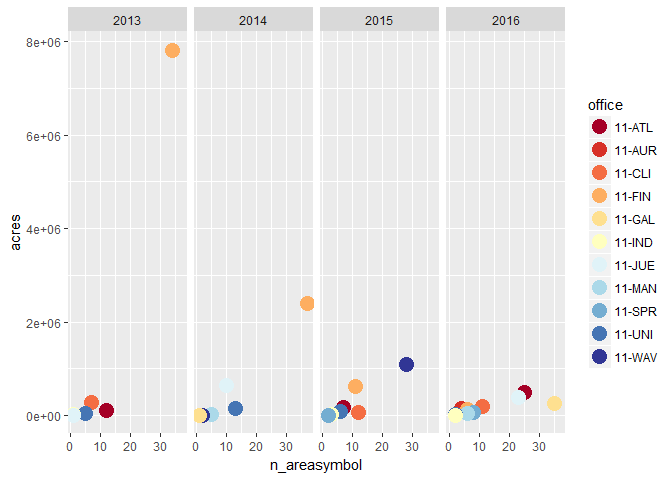 2013 2014 2015 2016
8e+06
6e+06
4e+06
2e+06
0e+00
acres
0 10 20 30 0 10 20 30 0 10 20 30 0 10 20 30
n_areasymbol
office
11-ATL
11-AUR
11-CLI
11-FIN
11-GAL
11-IND
11-JUE
11-MAN
11-SPR
11-UNI
11-WAV